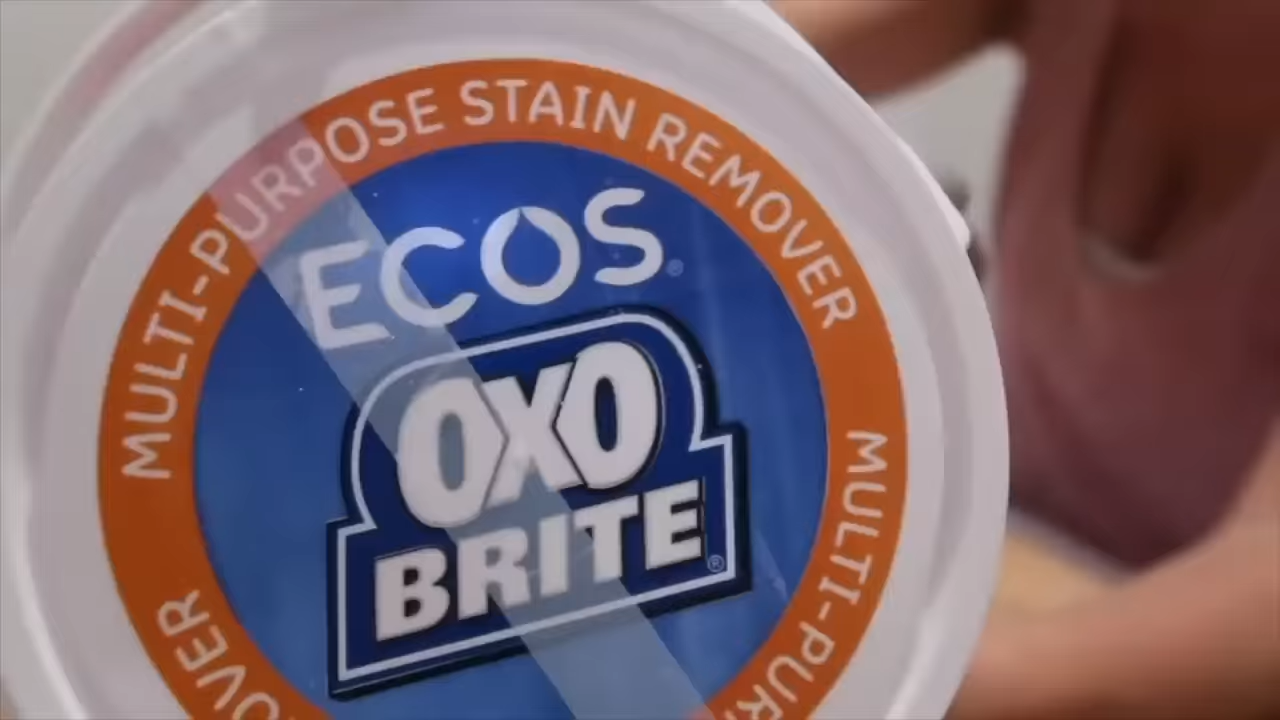 MULTI-PURPOSE STAIN REMOVER
ECOS®
OXO
BRITE®
MULTI-PUR
OVER